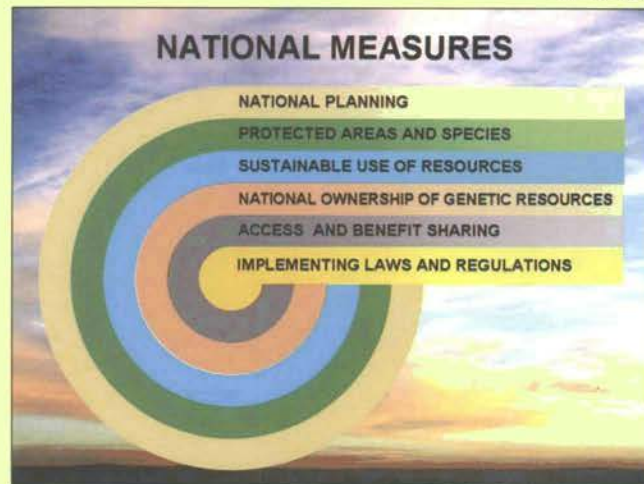 NATIONAL MEASURES
NATIONAL PLANNING
PROTECTED AREAS AND SPECIES
SUSTAINABLE USE OF RESOURCES
NATIONAL OWNERSHIP OF GENETIC RESOURCES
ACCESS AND BENEFIT SHARING
IMPLEMENTING LAWS AND REGULATIONS